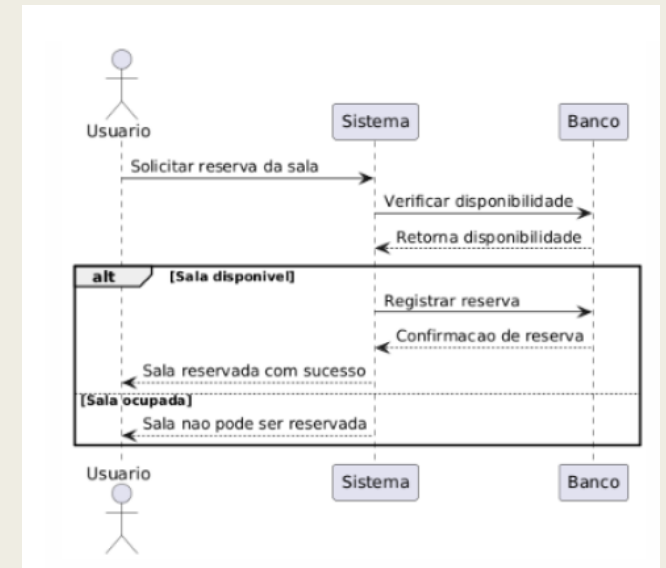 Usuario
Sistema
Banco
Solicitar reserva da sala
Verificar disponibilidade
Retorna disponibilidade
alt
[Sala disponivel]
Registrar reserva
Confirmacao de reserva
Sala reservada com sucesso
[Sala ocupada]
Sala nao pode ser reservada
Usuario
Sistema
Banco